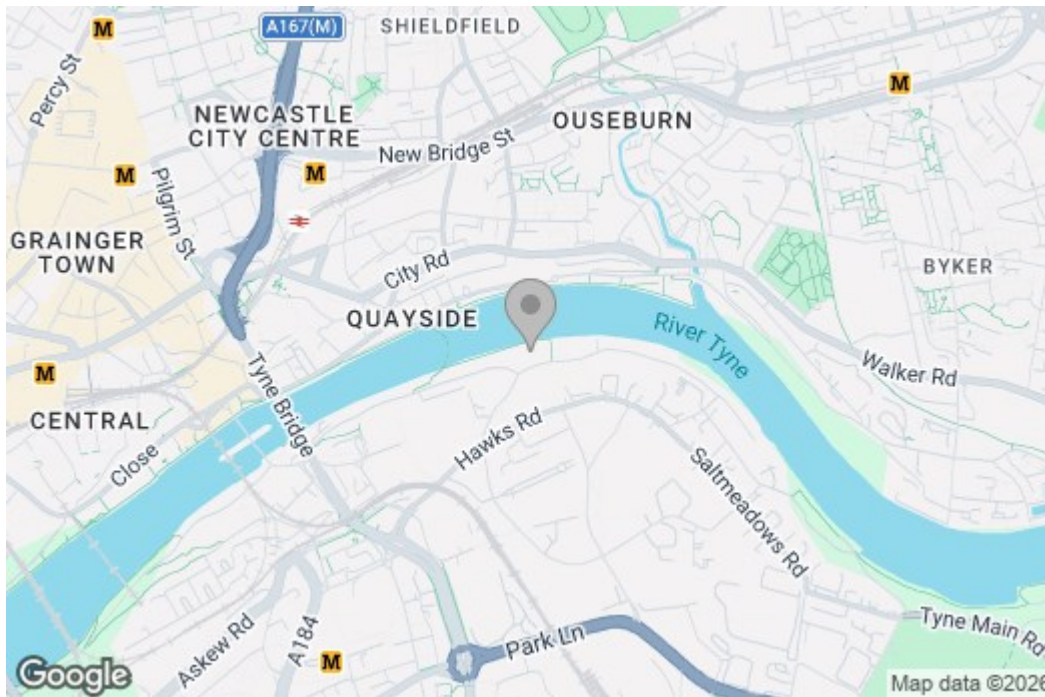 A167(M)
SHIELDFIELD
M
Percy St
M
NEWCASTLE
CITY CENTRE
OUSEBURN
New Bridge St
M
M
Pilgrim St
GRAINGER
TOWN
City Rd
BYKER
QUAYSIDE
River Tyne
Walker Rd
M
Tyne Bridge
CENTRAL
Close
Hawks Rd
Saltmeadows Rd
Askew Rd
A184
M
Park Ln
Tyne Main Rd
Google
Map data ©2026